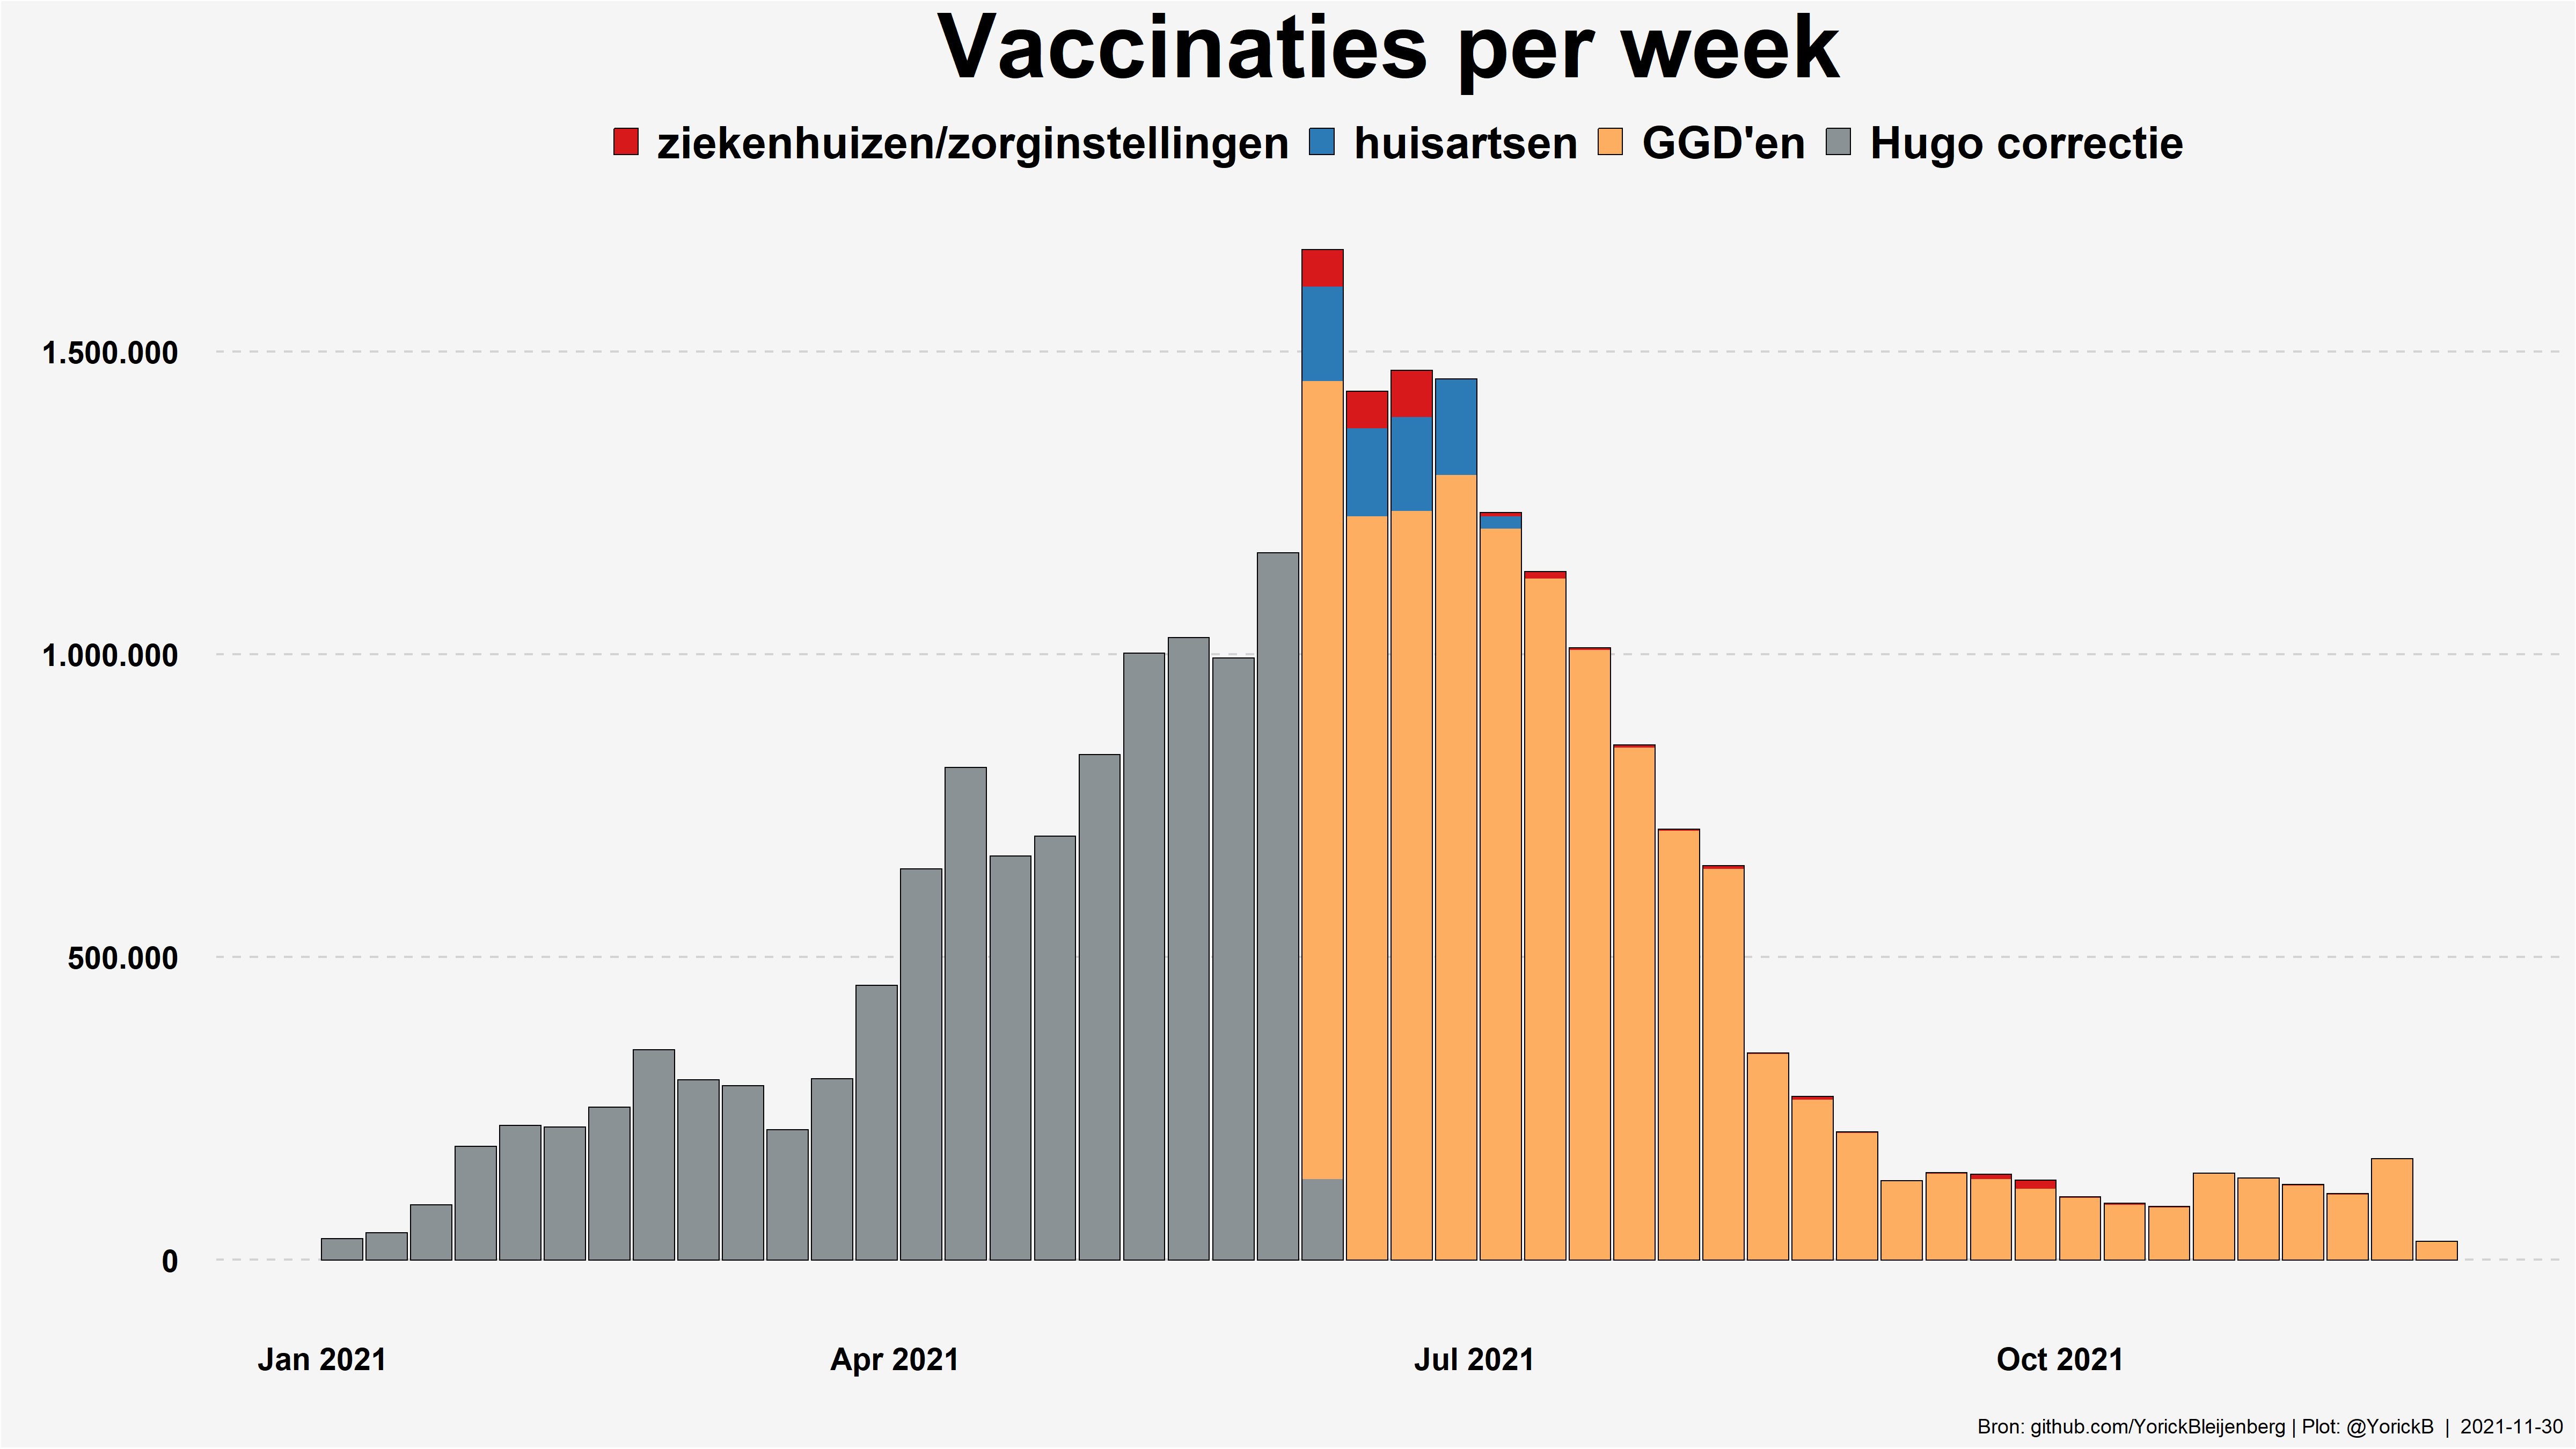 Vaccinaties per week
ziekenhuizen/zorginstellingen huisartsen GGD'en Hugo correctie
1.500.000
1.000.000
500.000
0
Jan 2021 Apr 2021 Jul 2021 Oct 2021
Bron: github.com/YorickBleijenberg | Plot: @YorickB | 2021-11-30